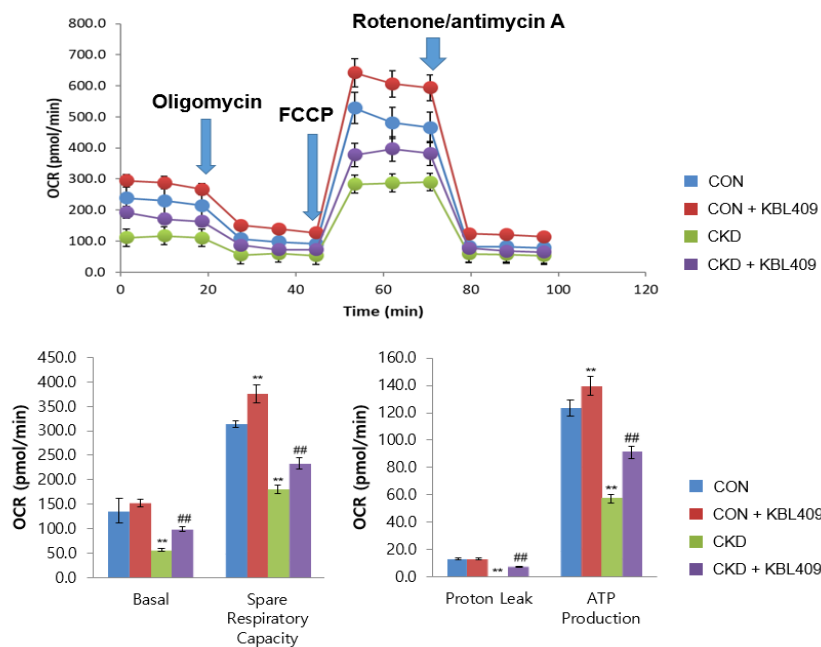 Rotenone/antimycin A
Oligomycin
FCCP
OCR (pmol/min)
800.0
700.0
600.0
500.0
400.0
300.0
200.0
100.0
0.0
0 20 40 60 80 100 120
Time (min)
CON
CON + KBL409
CKD
CKD + KBL409
OCR (pmol/min)
450.0
400.0
350.0
300.0
250.0
200.0
150.0
100.0
50.0
0.0
** ## ** ** ##
Basal
Spare
Respiratory
Capacity
OCR (pmol/min)
160.0
140.0
120.0
100.0
80.0
60.0
40.0
20.0
0.0
** ## ** ** ##
Proton Leak
ATP
Production
CON
CON + KBL409
CKD
CKD + KBL409